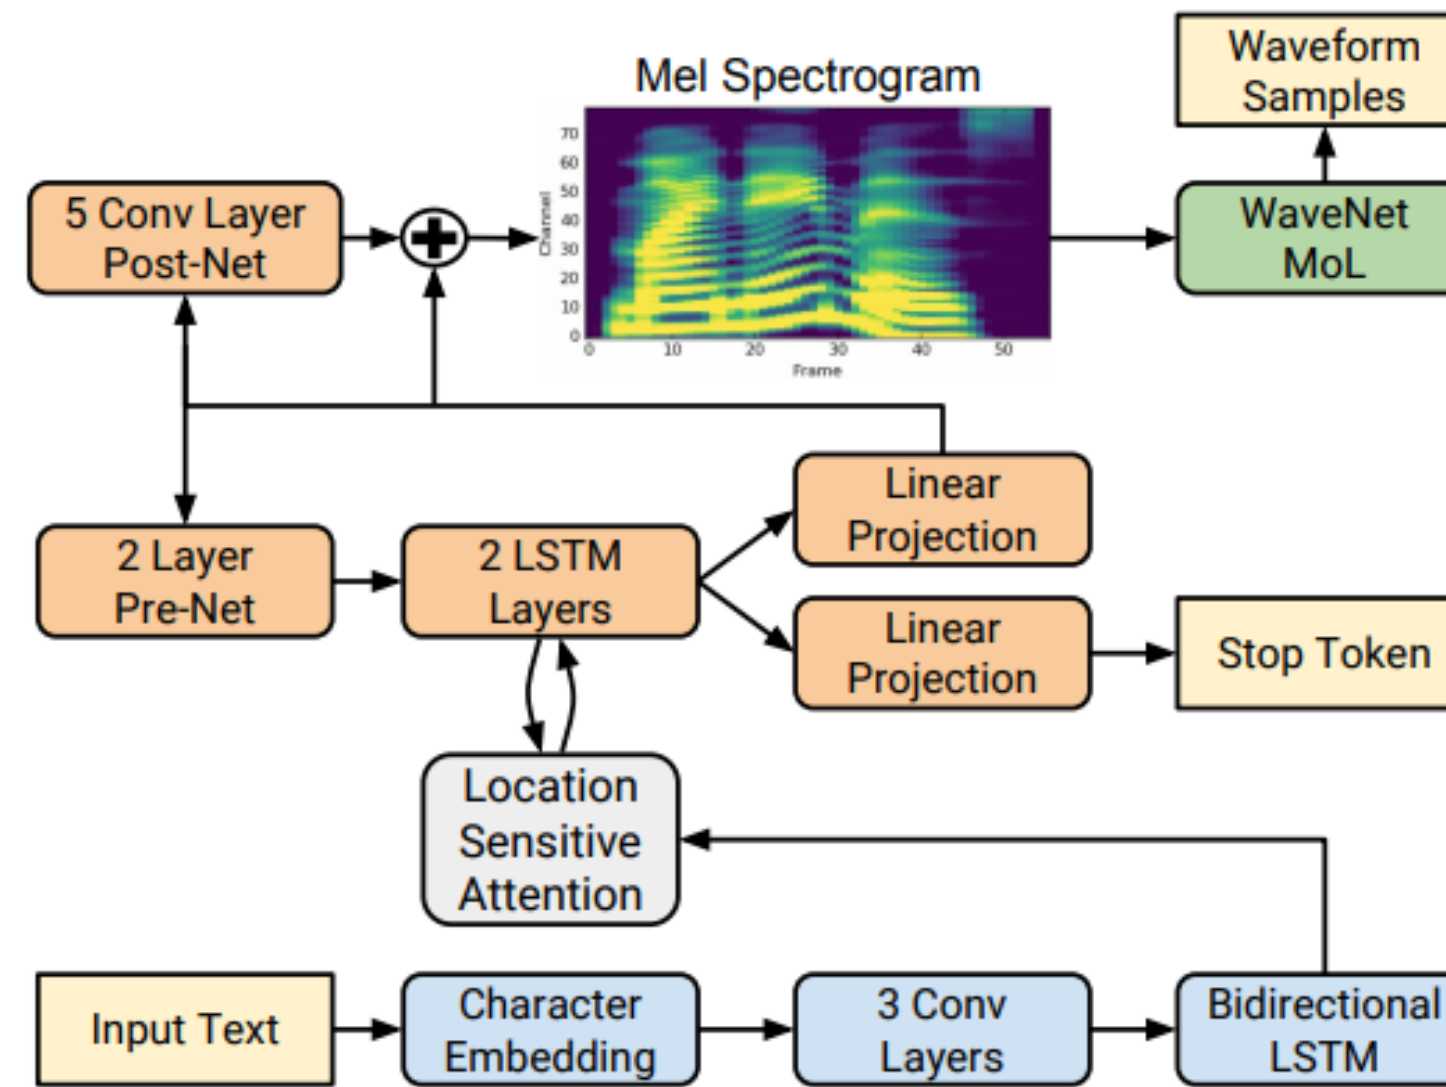 Waveform
Samples
Mel Spectrogram
5 Conv Layer
Post-Net
WaveNet
MoL
Channel
70
60
50
40
30
20
10
0
0 10 20 30 40 50
Frame
2 Layer
Pre-Net
2 LSTM
Layers
Linear
Projection
Linear
Projection
Stop Token
Location
Sensitive
Attention
Input Text
Character
Embedding
3 Conv
Layers
Bidirectional
LSTM